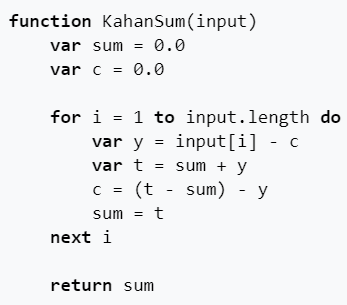 function KahanSum(input)
    var sum = 0.0
    var c = 0.0

    for i = 1 to input.length do
        var y = input[i] - c
        var t = sum + y
        c = (t - sum) - y
        sum = t
    next i

    return sum